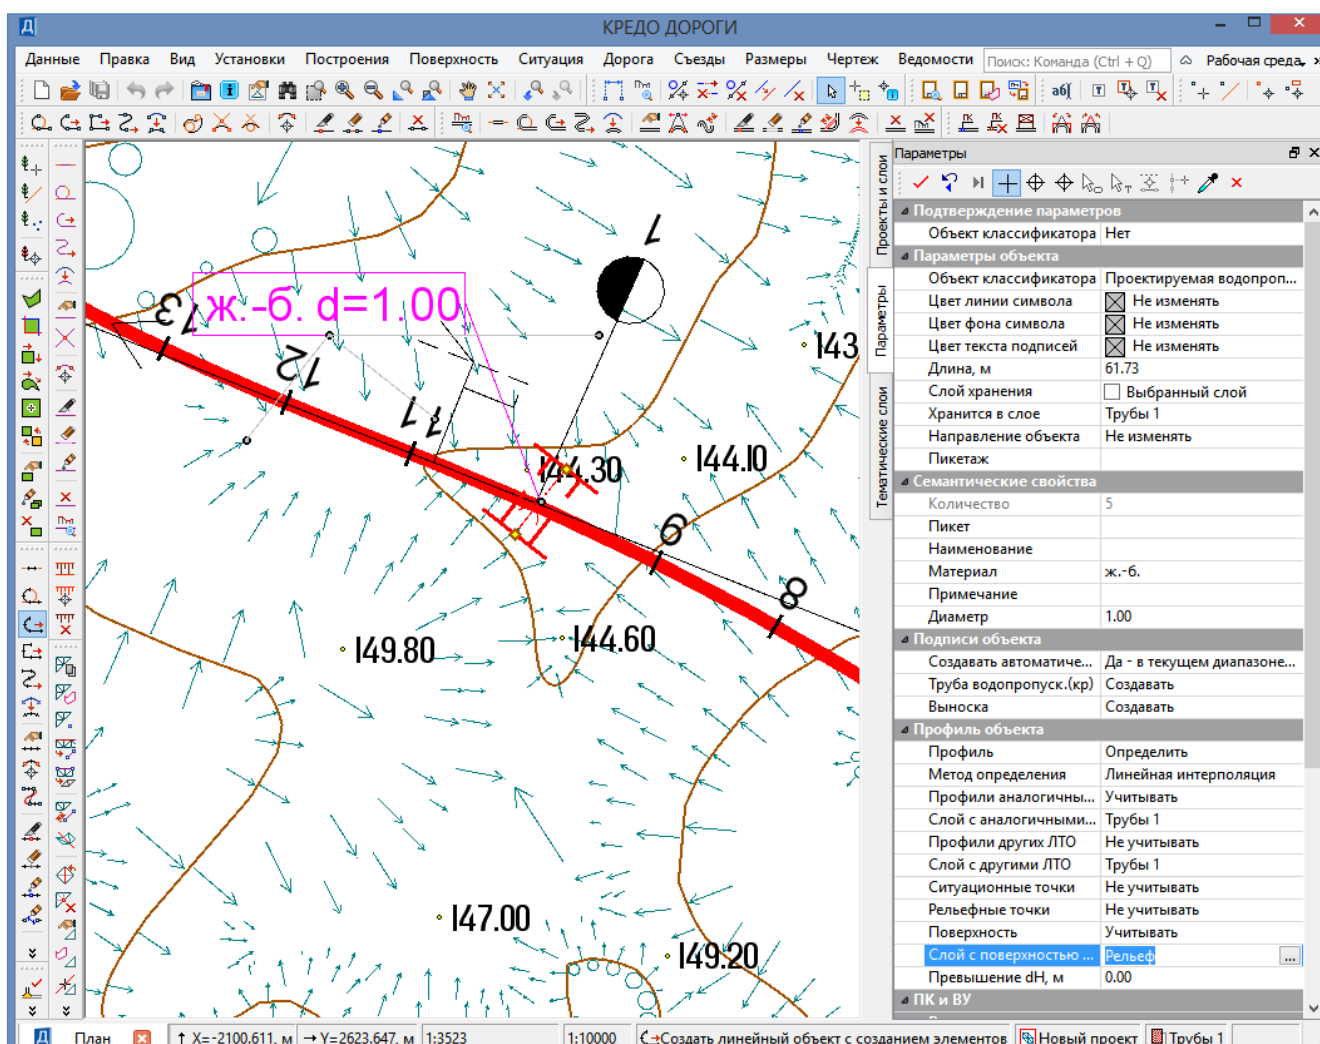 КРЕДО ДОРОГИ
Данные Правка Вид Установки Построения Поверхность Ситуация Дорога Съезды Размеры Чертеж Ведомости Поиск: Команда (Ctrl + Q) Рабочая среда
Проекты и слои
Параметры
Тематические слои
ж.-б. d=1.00
1
13
12
11
9
8
143
144.30
144.10
149.80
144.60
147.00
149.20
Параметры
Подтверждение параметров
Объект классификатора Нет
Параметры объекта
Объект классификатора Проектируемая водопроп...
Цвет линии символа Не изменять
Цвет фона символа Не изменять
Цвет текста подписей Не изменять
Длина, м 61.73
Слой хранения Выбранный слой
Хранится в слое Трубы 1
Направление объекта Не изменять
Пикетаж
Семантические свойства
Количество 5
Пикет
Наименование
Материал ж.-б.
Примечание
Диаметр 1.00
Подписи объекта
Создавать автоматиче... Да - в текущем диапазоне...
Труба водопропуск.(кр) Создавать
Выноска Создавать
Профиль объекта
Профиль Определить
Метод определения Линейная интерполяция
Профили аналогичны... Учитывать
Слой с аналогичными... Трубы 1
Профили других ЛТО Не учитывать
Слой с другими ЛТО Трубы 1
Ситуационные точки Не учитывать
Рельефные точки Не учитывать
Поверхность Учитывать
Слой с поверхностью ... Рельеф ...
Превышение dH, м 0.00
ПК и ВУ
План X=-2100.611, м Y=2623.647, м 1:3523 1:10000 Создать линейный объект с созданием элементов Новый проект Трубы 1